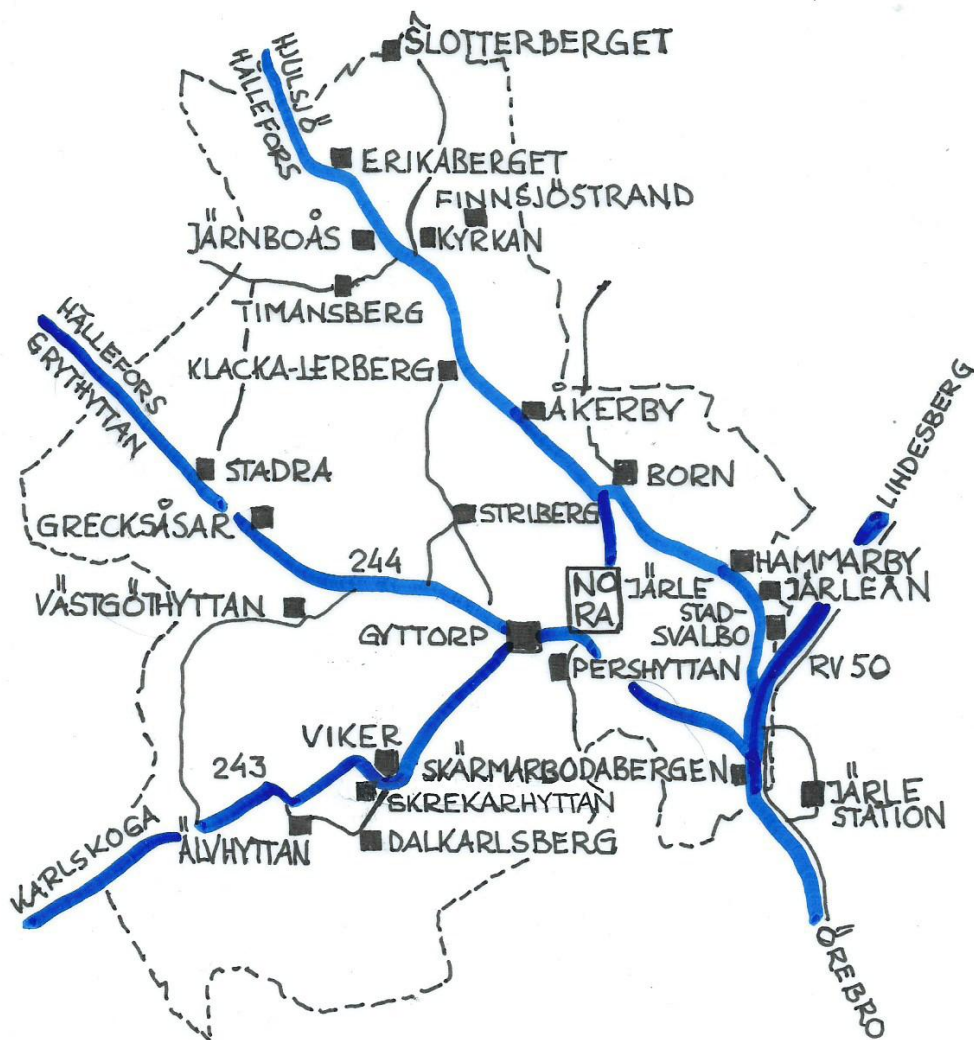 SLOTTERBERGET
HJULSJÖ
HÄLLEFORS
ERIKABERGET
FINNSJÖSTRAND
JÄRNBOÅS
KYRKAN
TIMANSBERG
HÄLLEFORS
GRYTHYTTAN
KLACKA-LERBERG
ÅKERBY
LINDESBERG
STADRA
BORN
GRECKSÅSAR
STRIBERG
244
HAMMARBY
VÄSTGÖTHYTTAN
NO
RA
JÄRLE
STAD-
SVALBO
JÄRLEÅN
GYTTORP
PERSHYTTAN
RV 50
VIKER
243
SKÄRMARBODABERGEN
SKREKARHYTTAN
JÄRLE
STATION
KARLSKOGA
ÄLVHYTTAN
DALKARLSBERG
ÖREBRO